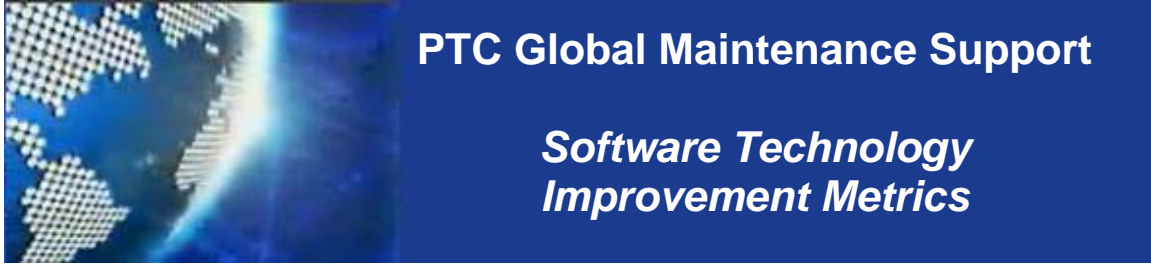 PTC Global Maintenance Support
Software Technology
Improvement Metrics